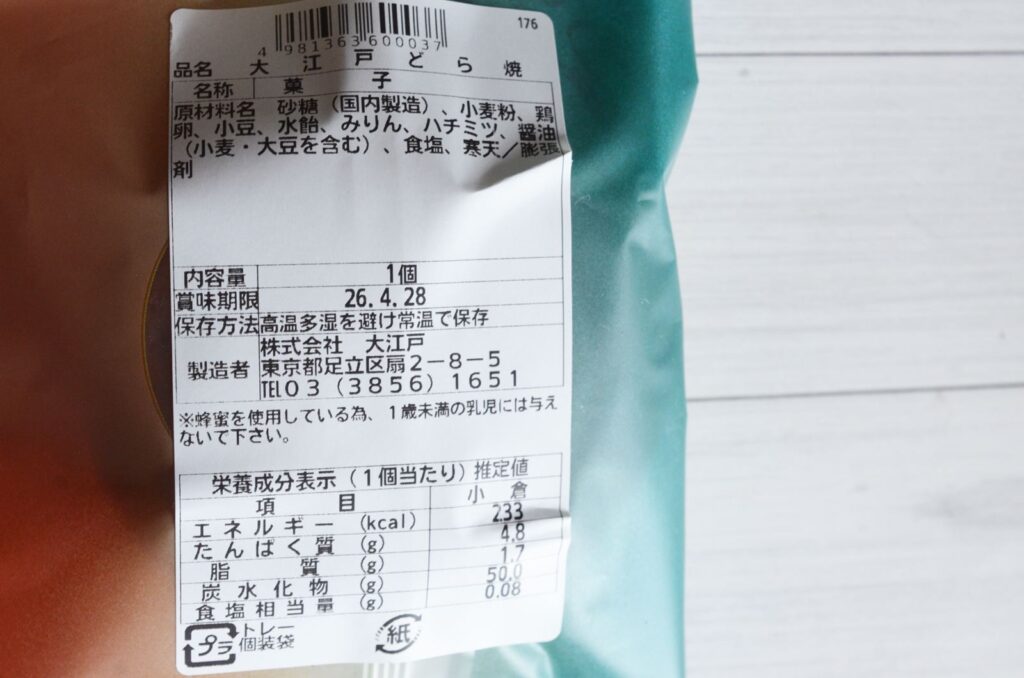 176
4 981363 600037
品名 大江戸どら焼
名称 菓子
原材料名 砂糖（国内製造）、小麦粉、鶏
卵、小豆、水飴、みりん、ハチミツ、醤油
（小麦・大豆を含む）、食塩、寒天／膨張
剤
内容量 1個
賞味期限 26.4.28
保存方法 高温多湿を避け常温で保存
製造者 株式会社 大江戸
東京都足立区扇２－８－５
TEL０３（３８５６）１６５１
※蜂蜜を使用している為、１歳未満の乳児には与え
ないで下さい。
栄養成分表示（１個当たり）推定値
項目 小倉
エネルギー (kcal) 233
たんぱく質 (g) 4.8
脂質 (g) 1.7
炭水化物 (g) 50.0
食塩相当量 (g) 0.08
プラ トレー
個装袋
紙